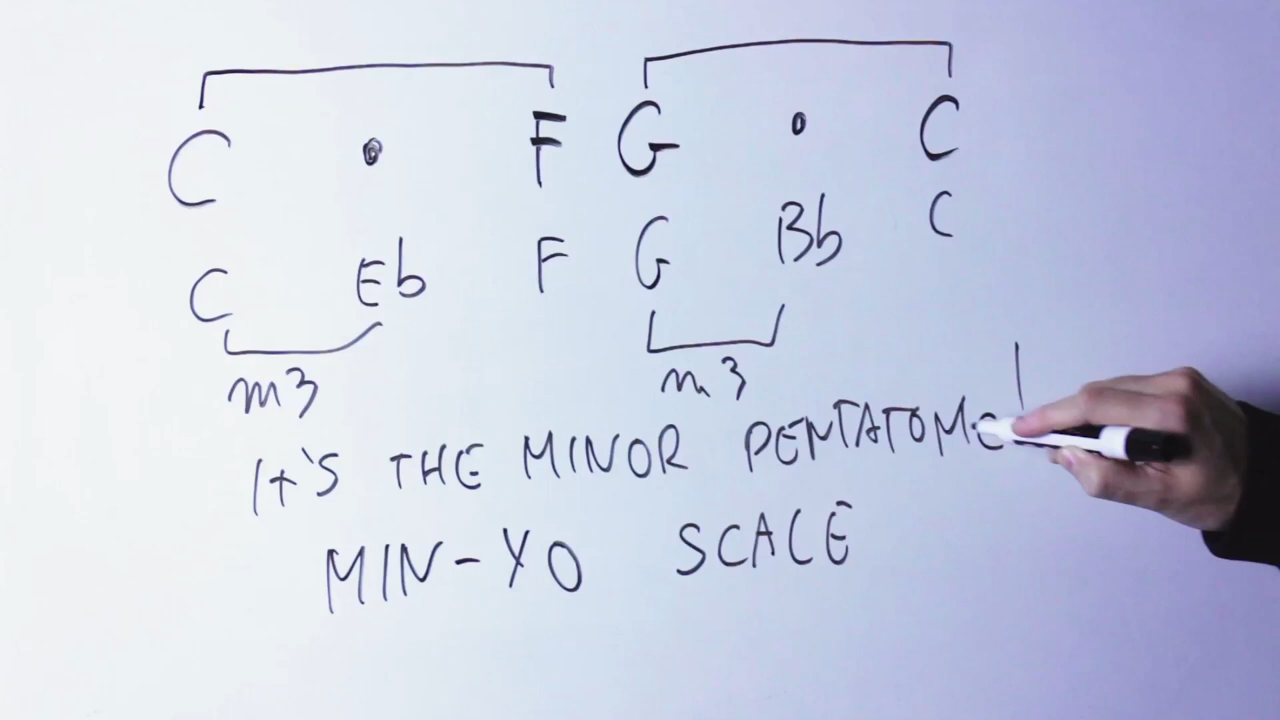 C F G C
C Eb F G Bb C
m3 m3
It'S THE MINOR PENTATONIC!
MIN-YO SCALE